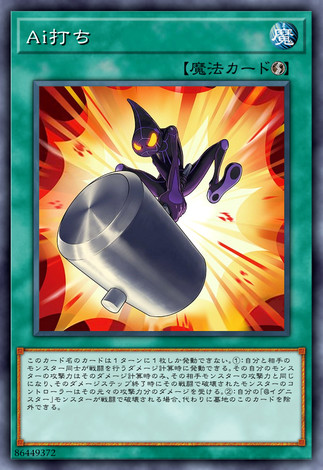 Ai打ち
魔
【魔法カード】
このカード名のカードは1ターンに1枚しか発動できない。①：自分と相手の
モンスター同士が戦闘を行うダメージ計算時に発動できる。その自分のモンス
ターの攻撃力はそのダメージ計算時のみ、その相手モンスターの攻撃力と同じ
になり、そのダメージステップ終了時にその戦闘で破壊されたモンスターのコ
ントローラーはその元々の攻撃力分のダメージを受ける。②：自分の「@イグニ
スター」モンスターが戦闘で破壊される場合、代わりに墓地のこのカードを除
外できる。
86449372